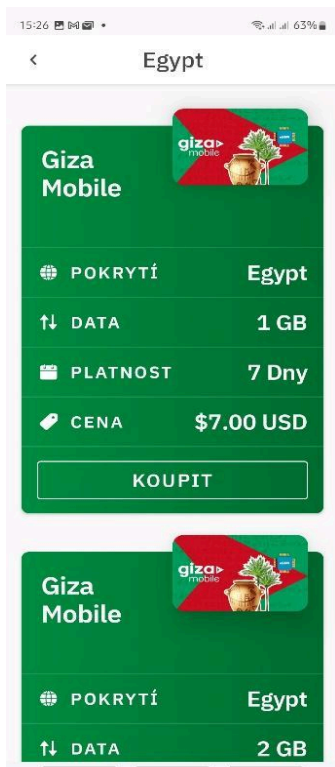 15:26
63%
Egypt
giza
mobile
Giza
Mobile
POKRYTÍ Egypt
DATA 1 GB
PLATNOST 7 Dny
CENA $7.00 USD
KOUPIT
giza
mobile
Giza
Mobile
POKRYTÍ Egypt
DATA 2 GB